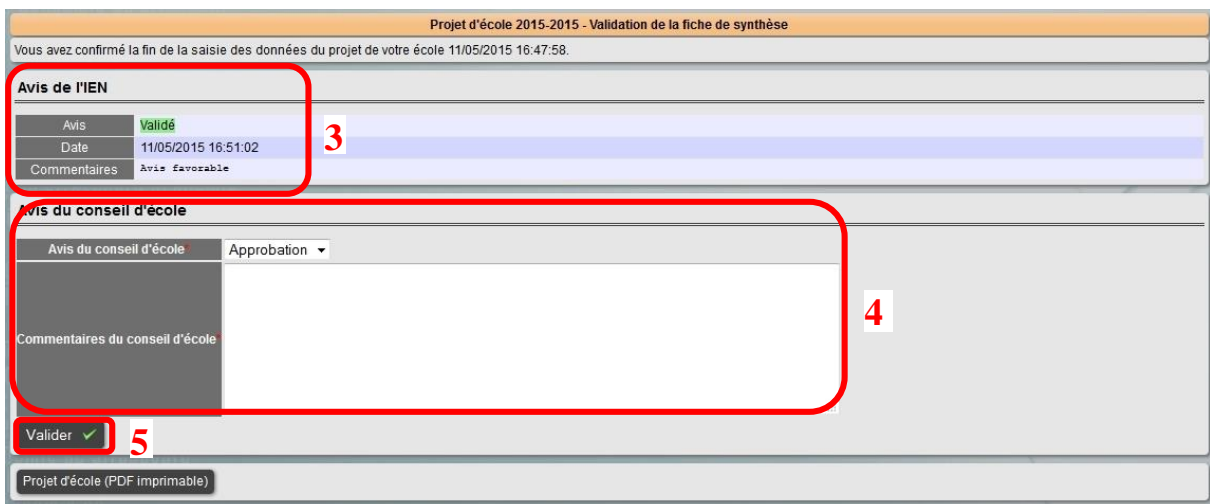 Projet d'école 2015-2015 - Validation de la fiche de synthèse
Vous avez confirmé la fin de la saisie des données du projet de votre école 11/05/2015 16:47:58.
Avis de l'IEN
Avis Validé
Date 11/05/2015 16:51:02
Commentaires Avis favorable
3
Avis du conseil d'école
Avis du conseil d'école* Approbation
Commentaires du conseil d'école*
4
Valider
5
Projet d'école (PDF imprimable)